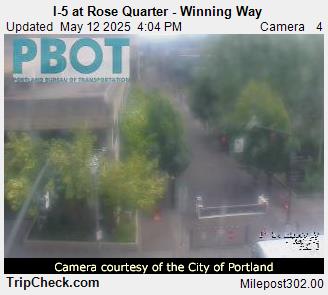 I-5 at Rose Quarter - Winning Way
Updated May 12 2025 4:04 PM Camera 4
PBOT
PORTLAND BUREAU OF TRANSPORTATION
Camera courtesy of the City of Portland
TripCheck.com Milepost302.00